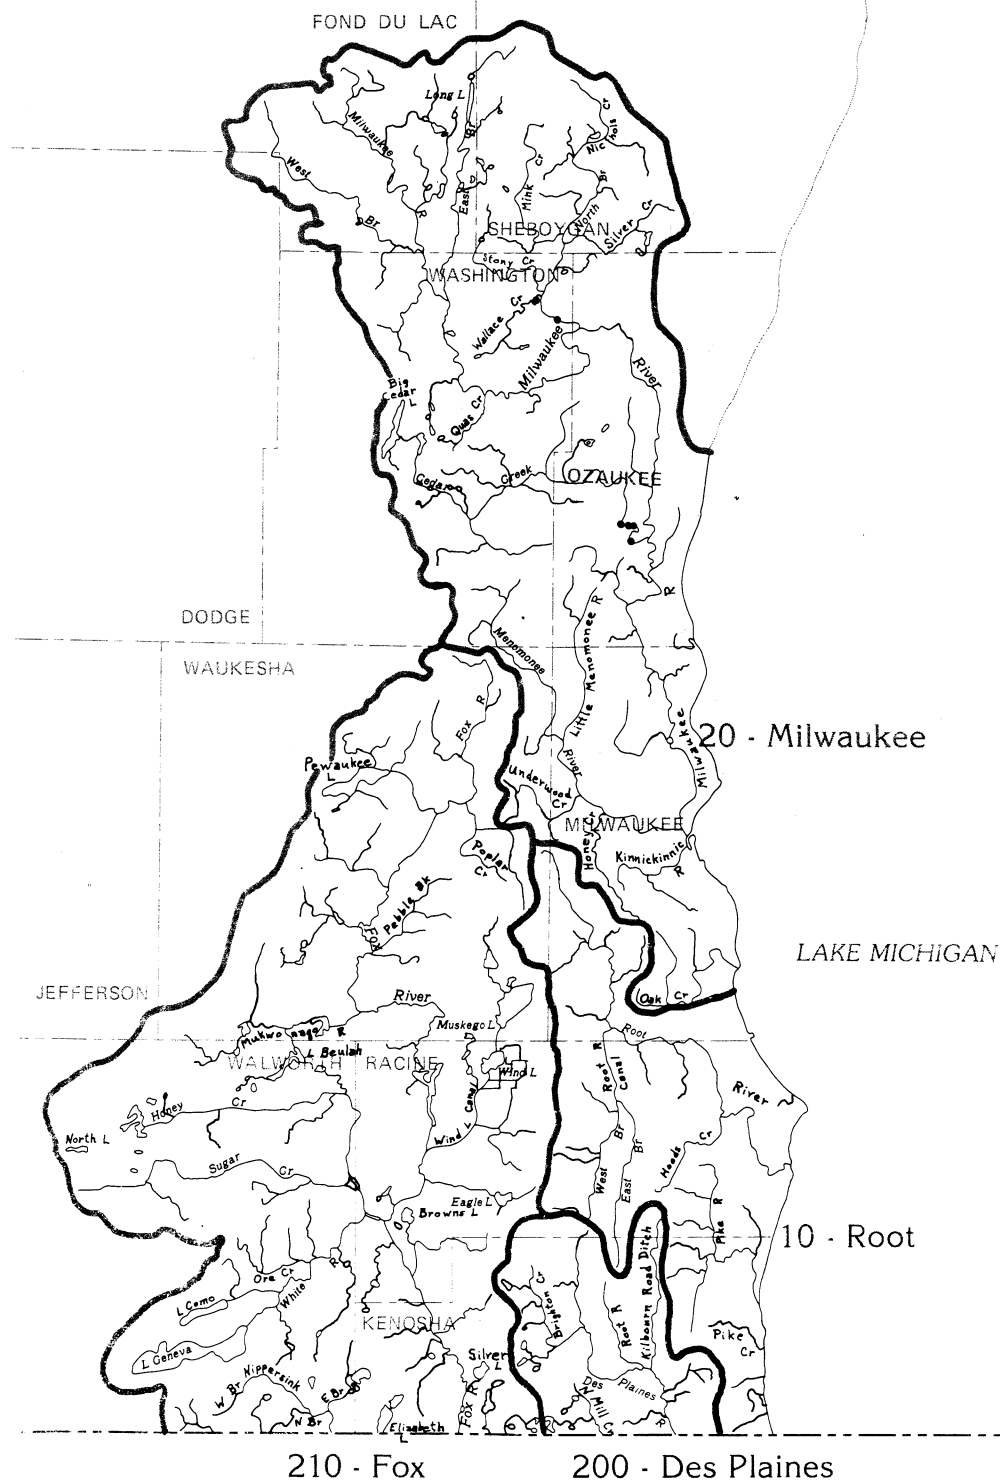 FOND DU LAC
Long L
Milwaukee
Br
Cr
Nichols
West
Br
R
East
Mink
Cr
Br
North
Cr
Silver
SHEBOYGAN
Stony Cr
WASHINGTON
Wallace Cr
Milwaukee
River
Big
Cedar
L
Quas Cr
Cedar Creek
OZAUKEE
R
DODGE
Menomonee
Little Menomonee R
WAUKESHA
Fox R
Milwaukee
20 - Milwaukee
River
Pewaukee
L
Underwood
Cr
MILWAUKEE
Honey Cr
Kinnickinnic
R
Poplar
Cr
Pebble Bk
Fox
LAKE MICHIGAN
JEFFERSON
River
Oak Cr
Mukwonago R
Muskego L
Root
L Beulah
WALWORTH RACINE
Wind L
Root R
Canal
Honey Cr
Wind L Canal
River
North L
Sugar Cr
West Br
East Br
Hoods Cr
Eagle L
Browns L
Pike R
10 - Root
Ore Cr
White
R
L Como
Brighton Cr
Root R
Kilbourn Road Ditch
KENOSHA
Pike
Cr
L Geneva
Silver
L
W Br Nippersink
E Br
N Br
Elizabeth
L
Fox R
Des Plaines
R
Mill
210 - Fox
200 - Des Plaines